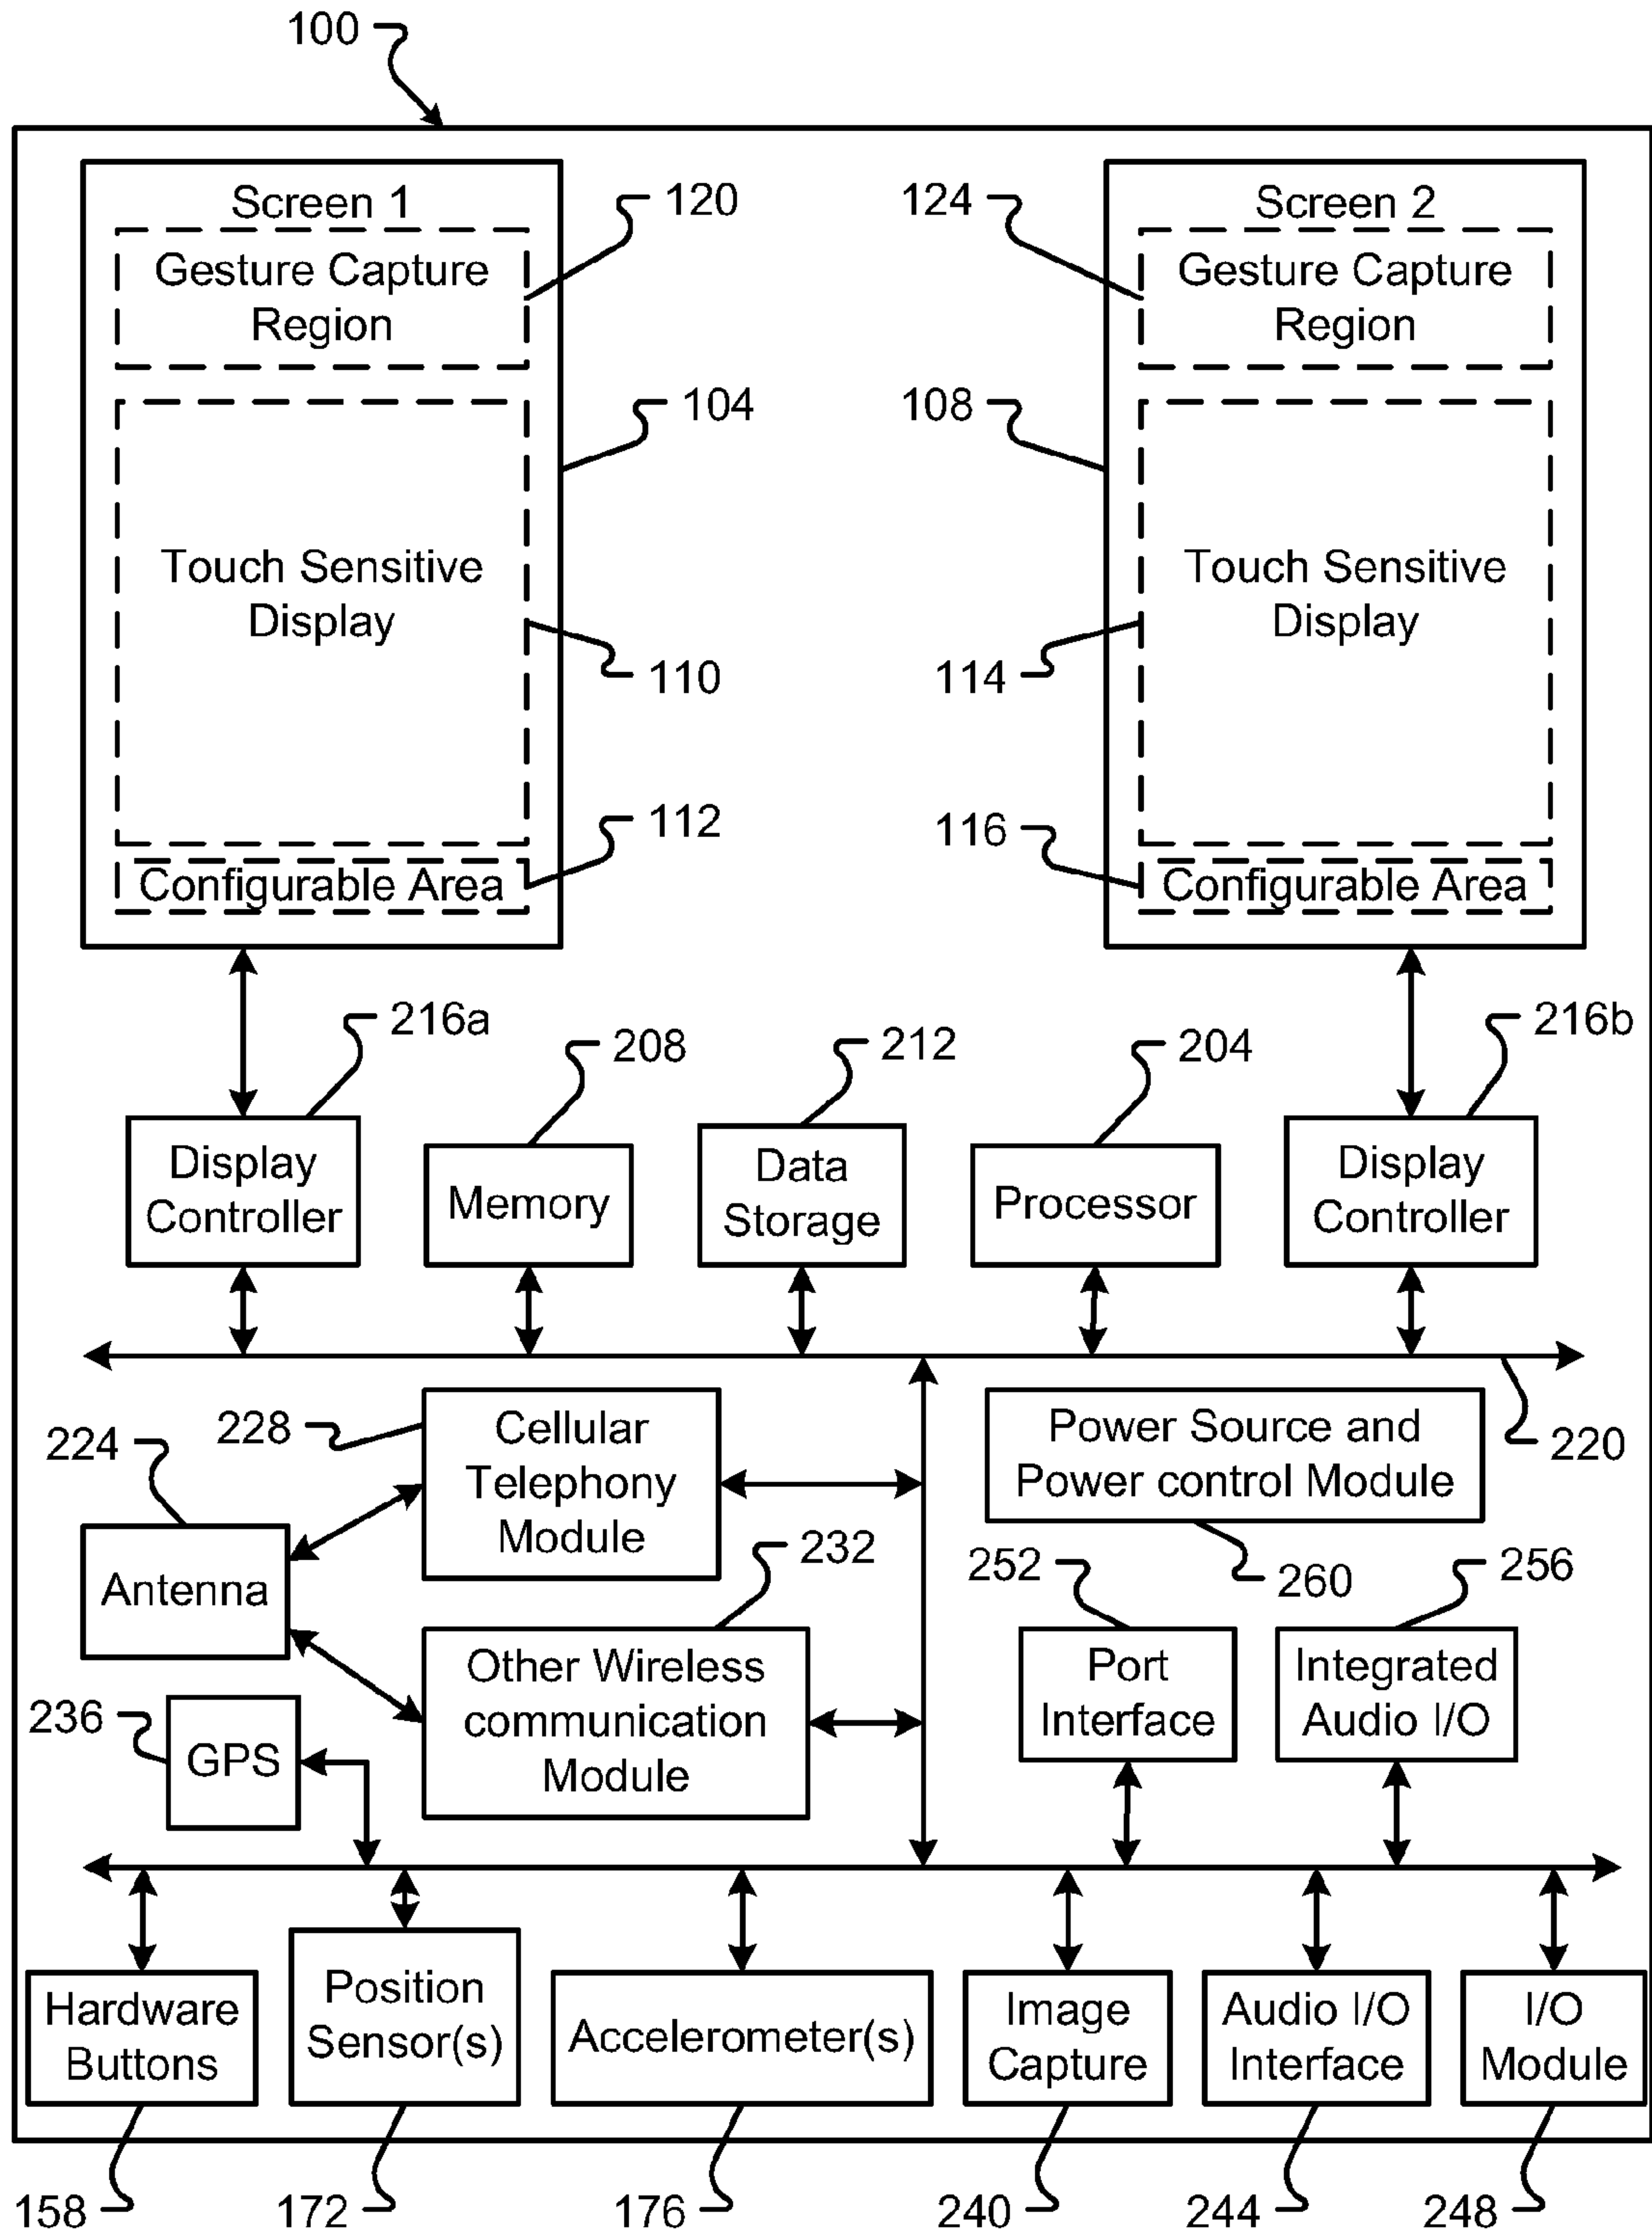 100
Screen 1
120
124
Screen 2
Gesture Capture
Region
Gesture Capture
Region
104
108
Touch Sensitive
Display
Touch Sensitive
Display
110
114
112
116
Configurable Area
Configurable Area
216a
208
212
204
216b
Display
Controller
Memory
Data
Storage
Processor
Display
Controller
228
Cellular
Telephony
Module
Power Source and
Power control Module
220
224
Antenna
232
252
260
256
Other Wireless
communication
Module
Port
Interface
Integrated
Audio I/O
236
GPS
Hardware
Buttons
Position
Sensor(s)
Accelerometer(s)
Image
Capture
Audio I/O
Interface
I/O
Module
158
172
176
240
244
248